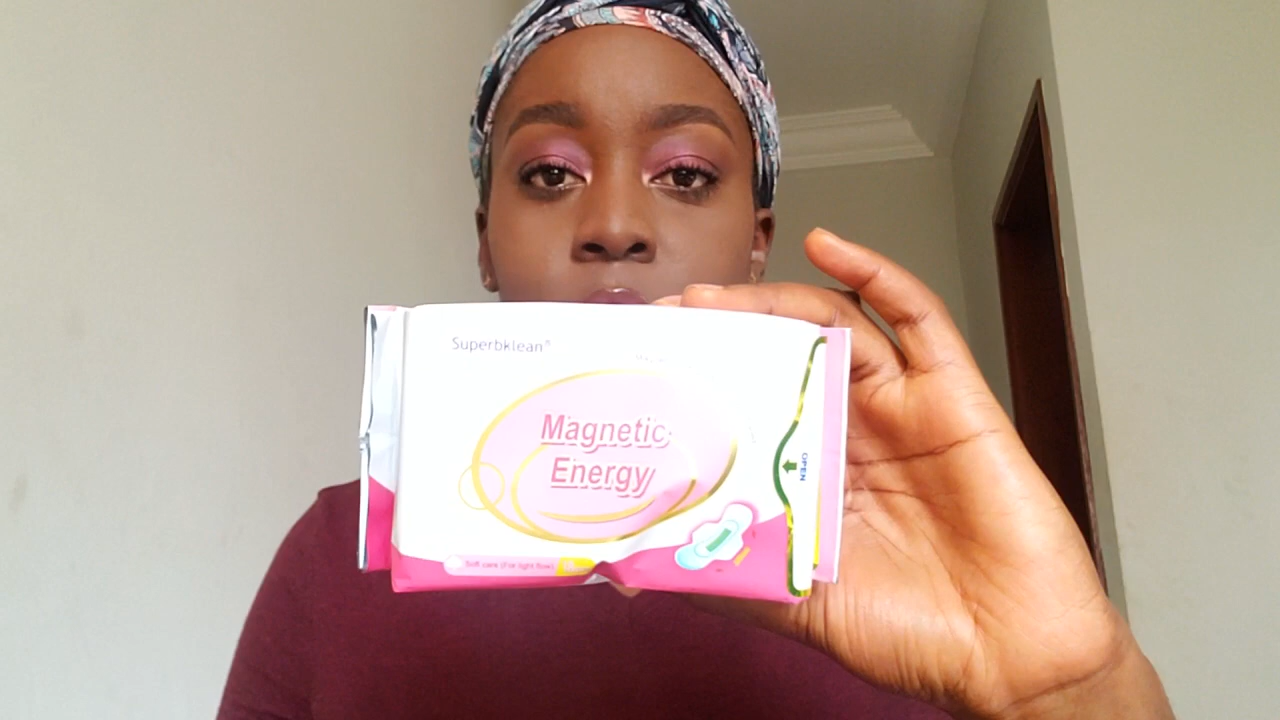 Superbklean®
Magnetic
Energy
OPEN
Soft care (For light flow)